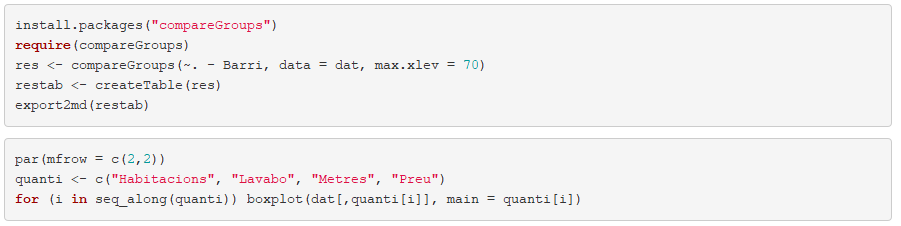 install.packages("compareGroups")
require(compareGroups)
res <- compareGroups(~. - Barri, data = dat, max.xlev = 70)
restab <- createTable(res)
export2md(restab)
par(mfrow = c(2,2))
quanti <- c("Habitacions", "Lavabo", "Metres", "Preu")
for (i in seq_along(quanti)) boxplot(dat[,quanti[i]], main = quanti[i])